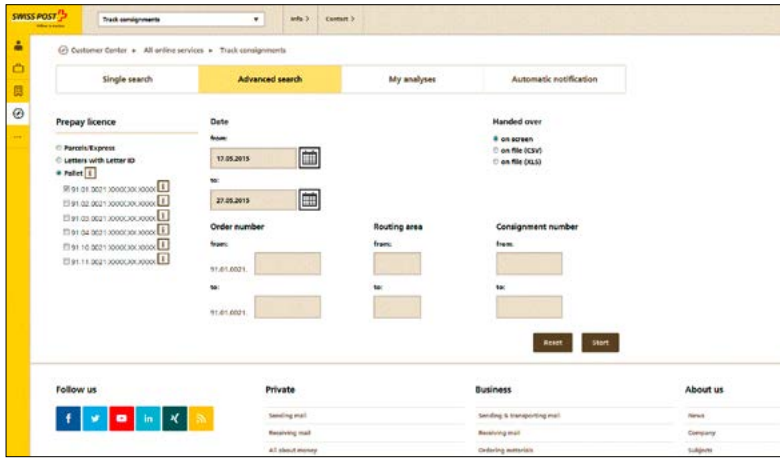 SWISS POST
Track consignments
Info
Contact
Customer Center ▸ All online services ▸ Track consignments
Single search
Advanced search
My analyses
Automatic notification
Prepay licence
Parcels/Express
Letters with Letter ID
Pallet i
Date
from:
17.05.2015
to:
27.05.2015
Handed over
on screen
on file (CSV)
on file (XLS)
Order number
from:
91.01.0021.
to:
91.01.0021.
Routing area
from:
to:
Consignment number
from:
to:
Reset
Start
Follow us
f
in
Private
Sending mail
Receiving mail
All about money
Business
Sending & transporting mail
Receiving mail
Ordering materials
About us
News
Company
Subjects